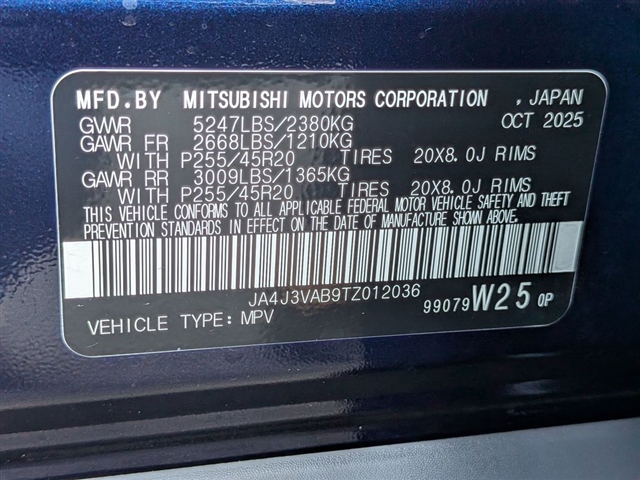 MFD.BY MITSUBISHI MOTORS CORPORATION , JAPAN
GVWR 5247LBS/2380KG OCT 2025
GAWR FR 2668LBS/1210KG
WITH P255/45R20 TIRES 20X8.0J RIMS
GAWR RR 3009LBS/1365KG
WITH P255/45R20 TIRES 20X8.0J RIMS
THIS VEHICLE CONFORMS TO ALL APPLICABLE FEDERAL MOTOR VEHICLE SAFETY AND THEFT
PREVENTION STANDARDS IN EFFECT ON THE DATE OF MANUFACTURE SHOWN ABOVE.
JA4J3VAB9TZ012036
VEHICLE TYPE: MPV 99079 W25 0P